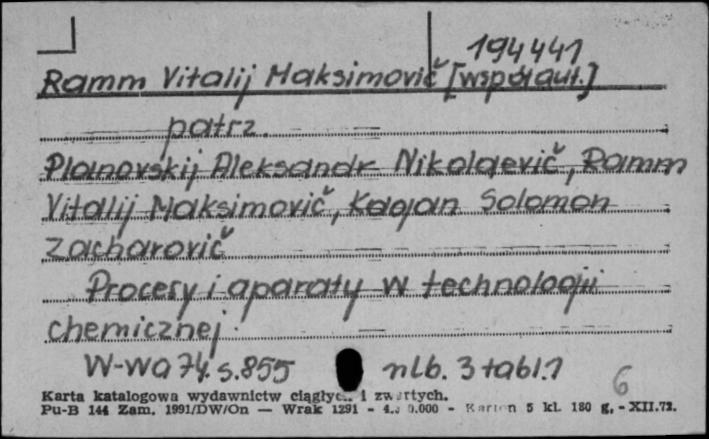 194441
Ramm Vitalij Maksimovič [współaut.]
patrz.
Planovskij Aleksandr Nikolaevič, Ramm
Vitalij Maksimovič, Kagan Solomon
Zacharovič
Procesy i aparaty w technologii
chemicznej.
W-wa 74. s.855 nlb. 3 tabl.1
6
Karta katalogowa wydawnictw ciągłych i zwartych.
Pu-B 144 Zam. 1991/DW/On — Wrak 1291 - 0.000 - Karton 5 kl. 180 g. - XII.72.